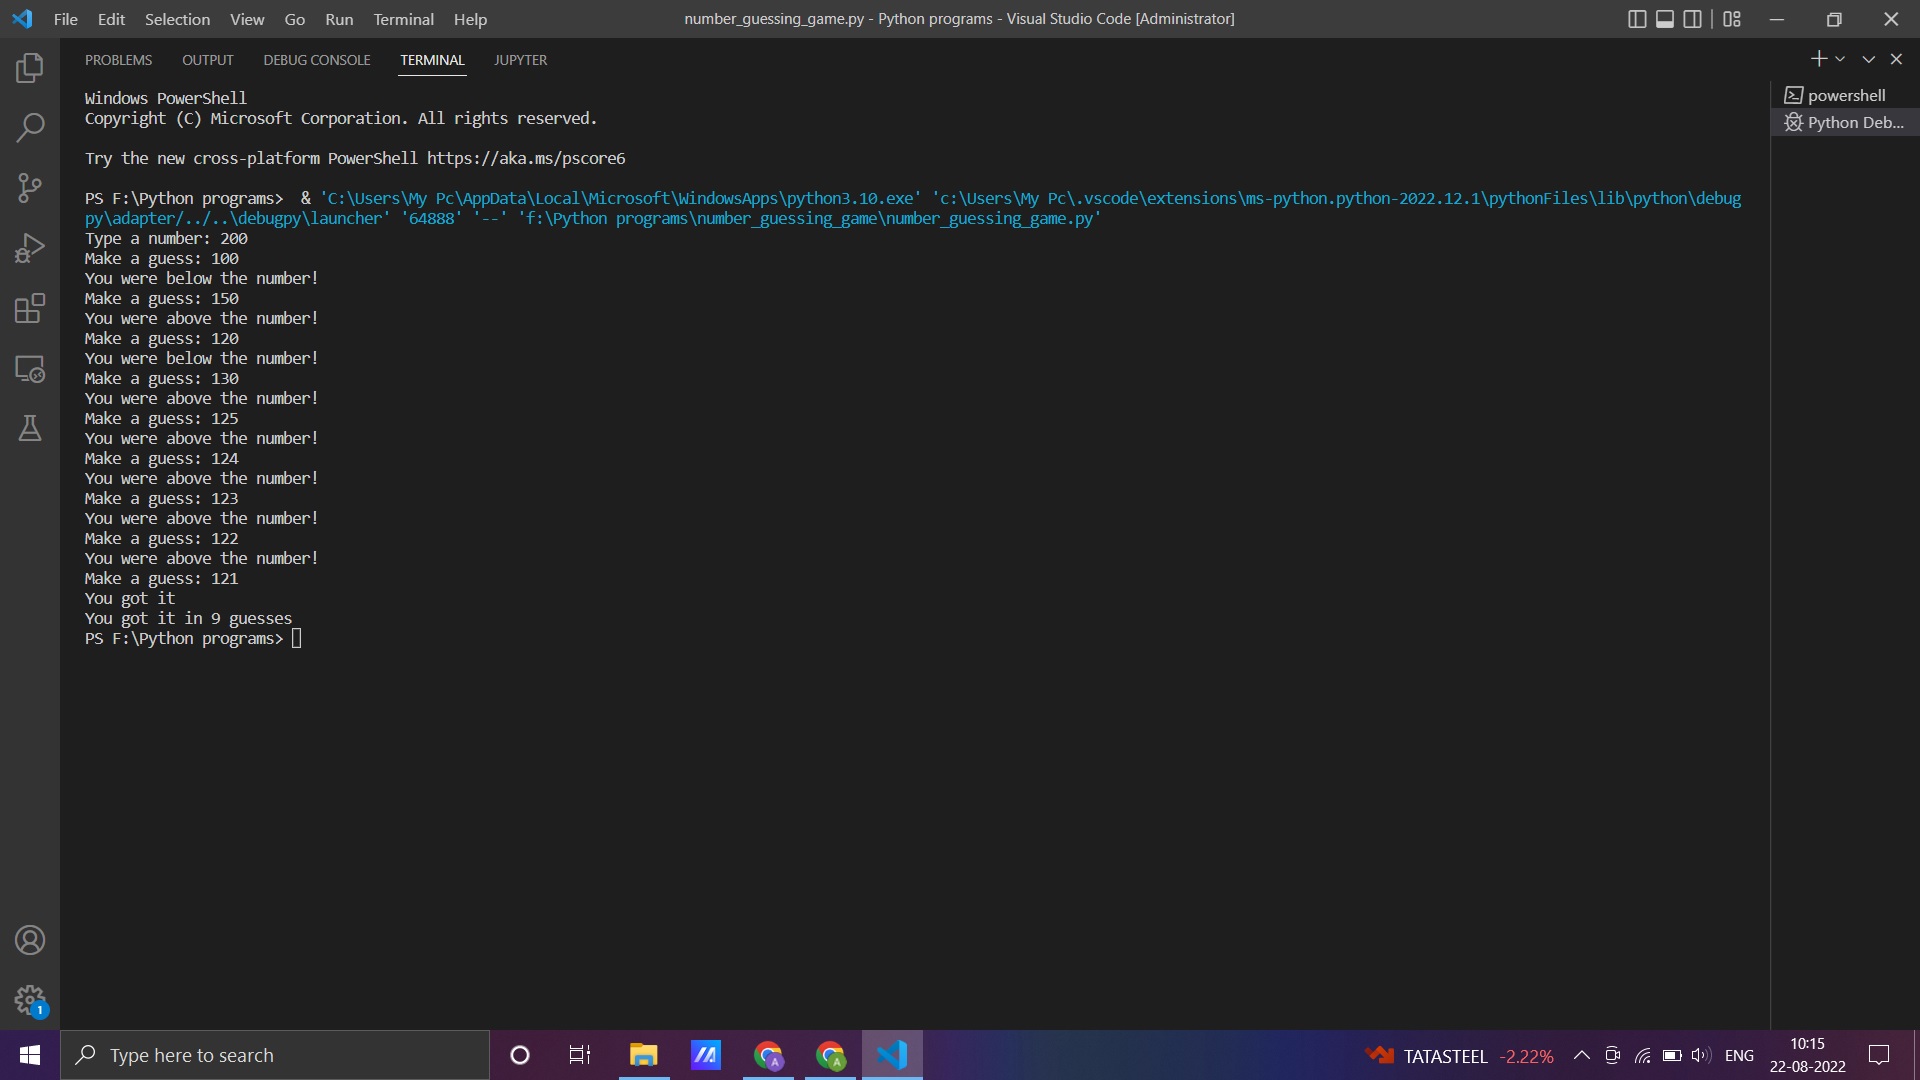 File Edit Selection View Go Run Terminal Help
number_guessing_game.py - Python programs - Visual Studio Code [Administrator]
PROBLEMS OUTPUT DEBUG CONSOLE TERMINAL JUPYTER
powershell
Python Deb...
Windows PowerShell
Copyright (C) Microsoft Corporation. All rights reserved.
Try the new cross-platform PowerShell https://aka.ms/pscore6
PS F:\Python programs>  & 'C:\Users\My Pc\AppData\Local\Microsoft\WindowsApps\python3.10.exe' 'c:\Users\My Pc\.vscode\extensions\ms-python.python-2022.12.1\pythonFiles\lib\python\debug
py\adapter/../..\debugpy\launcher' '64888' '--' 'f:\Python programs\number_guessing_game\number_guessing_game.py'
Type a number: 200
Make a guess: 100
You were below the number!
Make a guess: 150
You were above the number!
Make a guess: 120
You were below the number!
Make a guess: 130
You were above the number!
Make a guess: 125
You were above the number!
Make a guess: 124
You were above the number!
Make a guess: 123
You were above the number!
Make a guess: 122
You were above the number!
Make a guess: 121
You got it
You got it in 9 guesses
PS F:\Python programs>
1
Type here to search
A
A
TATASTEEL -2.22%
ENG
10:15
22-08-2022